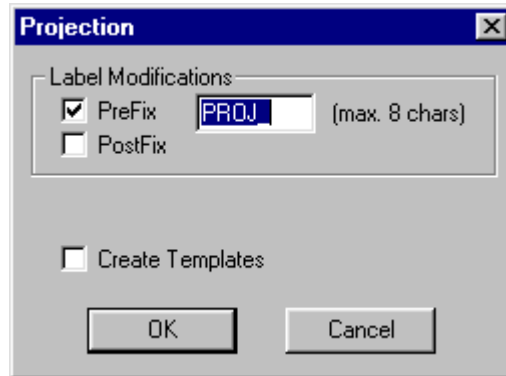 Projection
Label Modifications
PreFix PROJ_ (max. 8 chars)
PostFix
Create Templates
OK Cancel